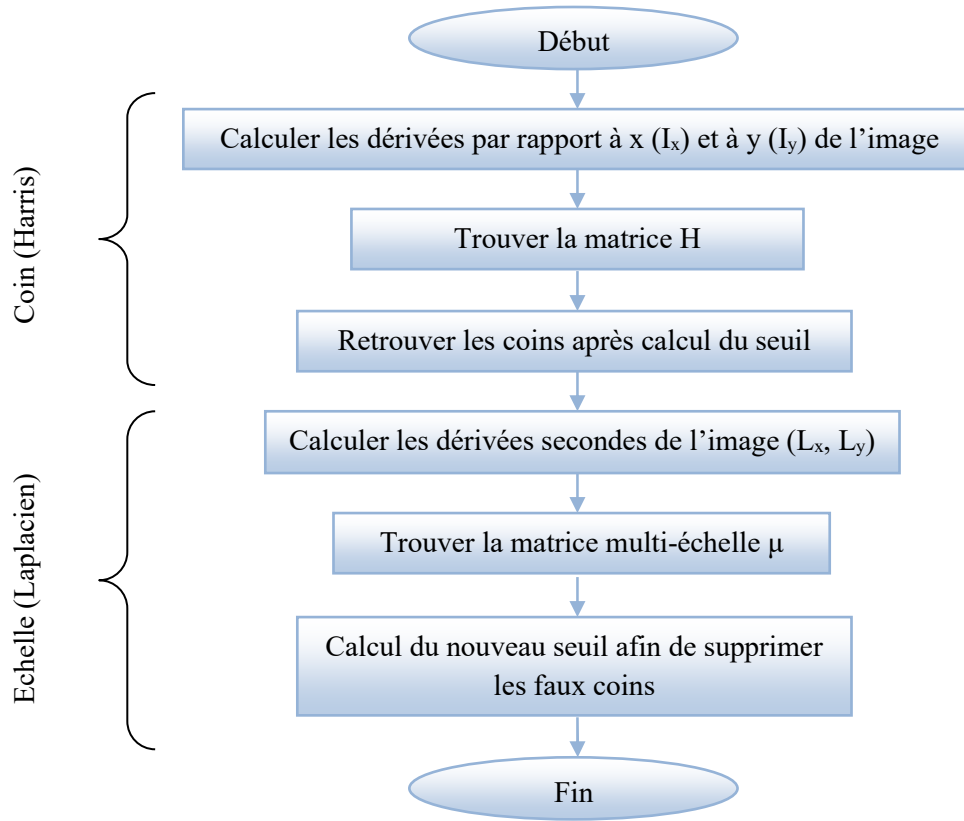 Début
Coin (Harris)
Calculer les dérivées par rapport à x (Iₓ) et à y (Iᵧ) de l’image
Trouver la matrice H
Retrouver les coins après calcul du seuil
Echelle (Laplacien)
Calculer les dérivées secondes de l’image (Lₓ, Lᵧ)
Trouver la matrice multi-échelle µ
Calcul du nouveau seuil afin de supprimer
les faux coins
Fin